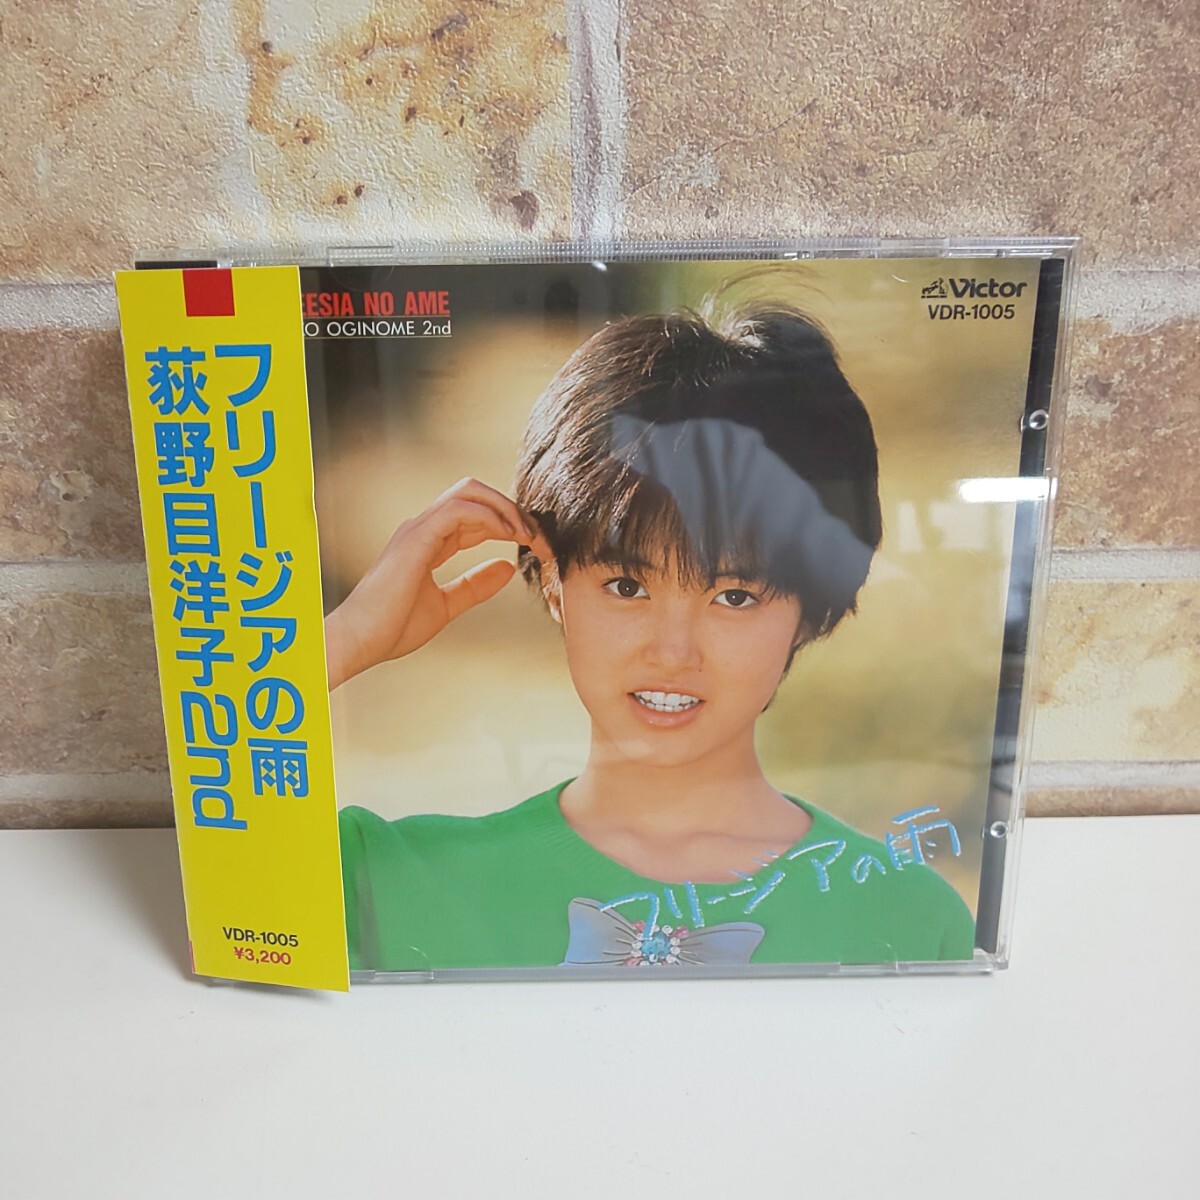 フリージアの雨
荻野目洋子2nd
VDR-1005
¥3,200
EESIA NO AME
KO OGINOME 2nd
Victor
VDR-1005
フリージアの雨